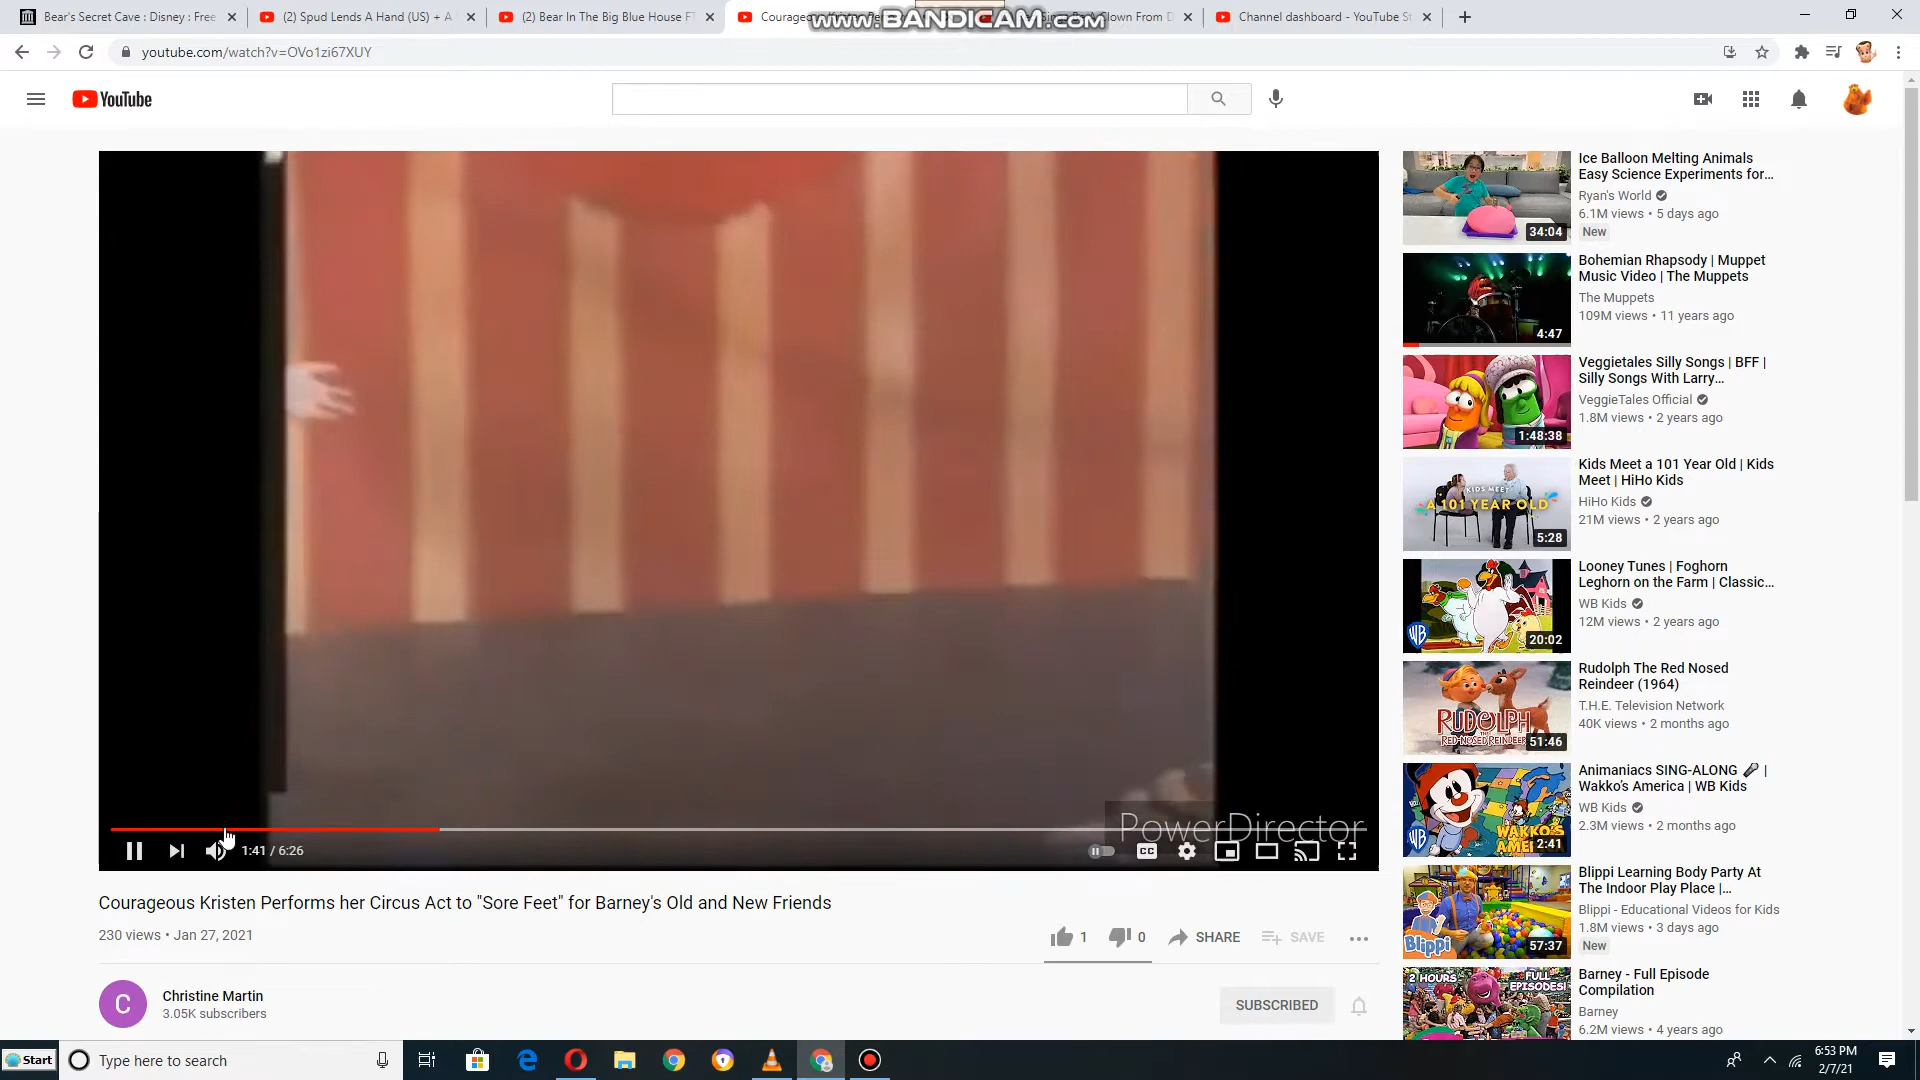 Bear's Secret Cave : Disney : Free
(2) Spud Lends A Hand (US) + A
(2) Bear In The Big Blue House FT
Channel dashboard - YouTube St
www.BANDICAM.com
youtube.com/watch?v=OVo1zi67XUY
YouTube
Ice Balloon Melting Animals
Easy Science Experiments for...
Ryan's World
6.1M views • 5 days ago
New
34:04
Bohemian Rhapsody | Muppet
Music Video | The Muppets
The Muppets
109M views • 11 years ago
4:47
Veggietales Silly Songs | BFF |
Silly Songs With Larry...
VeggieTales Official
1.8M views • 2 years ago
1:48:38
Kids Meet a 101 Year Old | Kids
Meet | HiHo Kids
HiHo Kids
21M views • 2 years ago
KIDS MEET
A 101 YEAR OLD
5:28
Looney Tunes | Foghorn
Leghorn on the Farm | Classic...
WB Kids
12M views • 2 years ago
WB
20:02
Rudolph The Red Nosed
Reindeer (1964)
T.H.E. Television Network
40K views • 2 months ago
RUDOLPH
THE
RED-NOSED REINDEER
51:46
Animaniacs SING-ALONG 🎤 |
Wakko's America | WB Kids
WB Kids
2.3M views • 2 months ago
WB
WAKKO'S
AMERICA
2:41
Blippi Learning Body Party At
The Indoor Play Place |...
Blippi - Educational Videos for Kids
1.8M views • 3 days ago
New
Blippi
57:37
Barney - Full Episode
Compilation
Barney
6.2M views • 4 years ago
2 HOURS
FULL
EPISODES!
PowerDirector
1:41 / 6:26
CC
Courageous Kristen Performs her Circus Act to "Sore Feet" for Barney's Old and New Friends
230 views • Jan 27, 2021
1
0
SHARE
SAVE
C
Christine Martin
3.05K subscribers
SUBSCRIBED
Start
Type here to search
6:53 PM
2/7/21